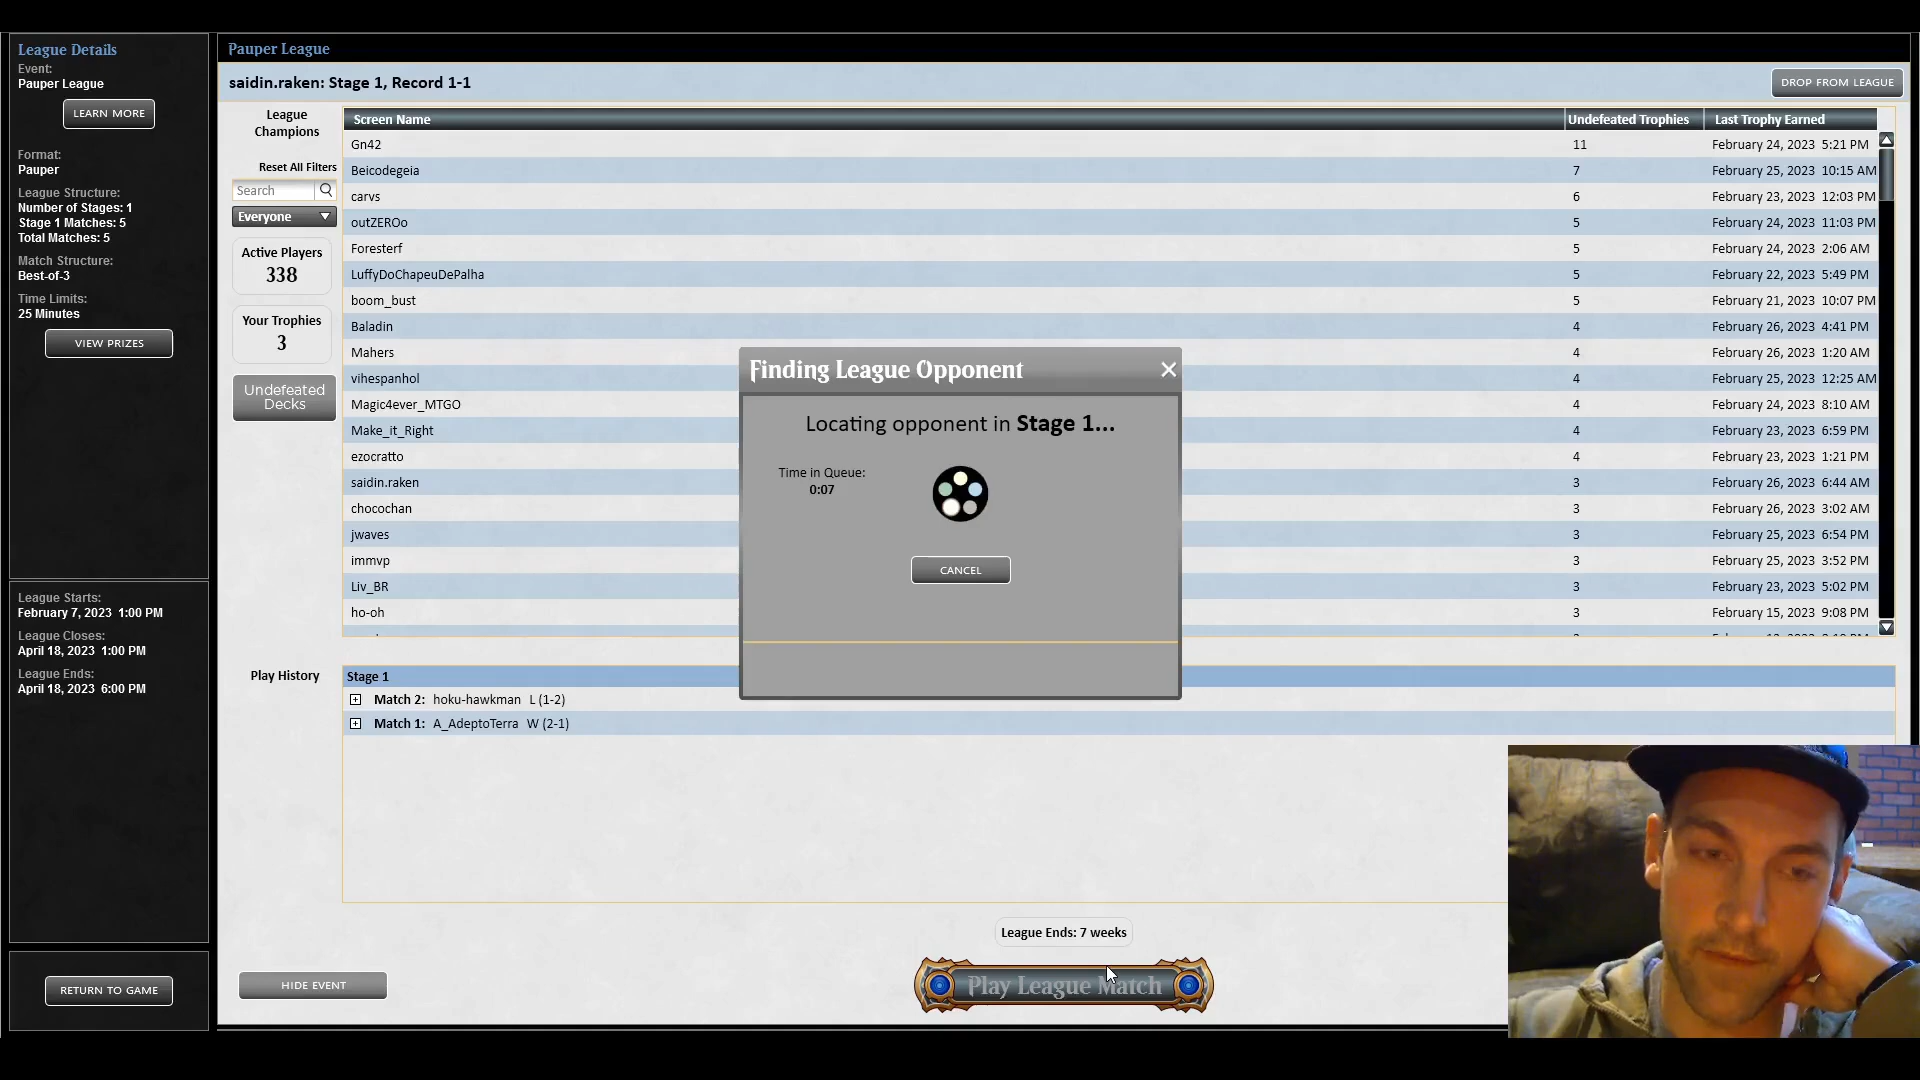 League Details
Event:
Pauper League
LEARN MORE
Format:
Pauper
League Structure:
Number of Stages: 1
Stage 1 Matches: 5
Total Matches: 5
Match Structure:
Best-of-3
Time Limits:
25 Minutes
VIEW PRIZES
League Starts:
February 7, 2023 1:00 PM
League Closes:
April 18, 2023 1:00 PM
League Ends:
April 18, 2023 6:00 PM
RETURN TO GAME
Pauper League
saidin.raken: Stage 1, Record 1-1
DROP FROM LEAGUE
League
Champions
Reset All Filters
Search
Everyone
Active Players
338
Your Trophies
3
Undefeated
Decks
Screen Name Undefeated Trophies Last Trophy Earned
Gn42 11 February 24, 2023 5:21 PM
Beicodegeia 7 February 25, 2023 10:15 AM
carvs 6 February 23, 2023 12:03 PM
outZEROo 5 February 24, 2023 11:03 PM
Foresterf 5 February 24, 2023 2:06 AM
LuffyDoChapeuDePalha 5 February 22, 2023 5:49 PM
boom_bust 5 February 21, 2023 10:07 PM
Baladin 4 February 26, 2023 4:41 PM
Mahers 4 February 26, 2023 1:20 AM
vihespanhol 4 February 25, 2023 12:25 AM
Magic4ever_MTGO 4 February 24, 2023 8:10 AM
Make_it_Right 4 February 23, 2023 6:59 PM
ezocratto 4 February 23, 2023 1:21 PM
saidin.raken 3 February 26, 2023 6:44 AM
chocochan 3 February 26, 2023 3:02 AM
jwaves 3 February 25, 2023 6:54 PM
immvp 3 February 25, 2023 3:52 PM
Liv_BR 3 February 23, 2023 5:02 PM
ho-oh 3 February 15, 2023 9:08 PM
Finding League Opponent
Locating opponent in Stage 1...
Time in Queue:
0:07
CANCEL
Play History
Stage 1
Match 2: hoku-hawkman L (1-2)
Match 1: A_AdeptoTerra W (2-1)
League Ends: 7 weeks
HIDE EVENT
Play League Match